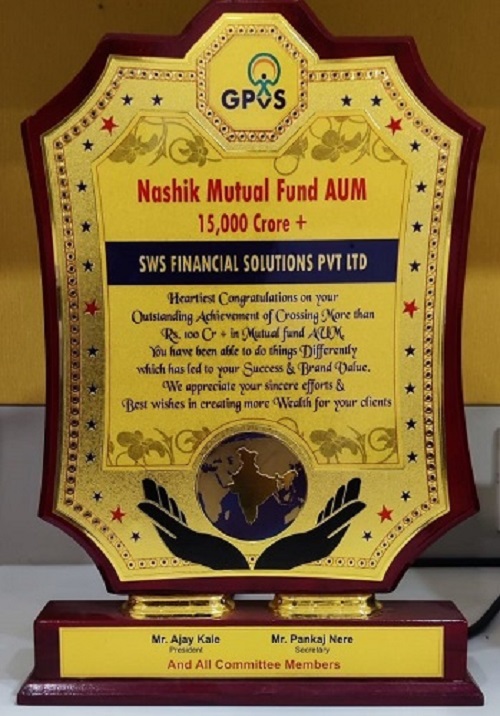 GPVS
Nashik Mutual Fund AUM
15,000 Crore +
SWS FINANCIAL SOLUTIONS PVT LTD
Heartiest Congratulations on your
Outstanding Achievement of Crossing More than
Rs. 100 Cr + in Mutual fund AUM.
You have been able to do things Differently
which has led to your Success & Brand Value.
We appreciate your sincere efforts &
Best wishes in creating more Wealth for your clients
Mr. Ajay Kale Mr. Pankaj Nere
President Secretary
And All Committee Members